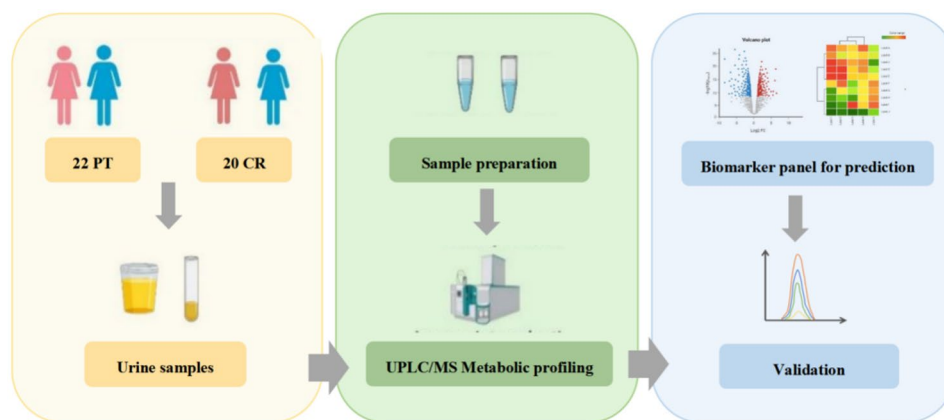 Volcano plot
22 PT
20 CR
Sample preparation
Biomarker panel for prediction
Urine samples
UPLC/MS Metabolic profiling
Validation